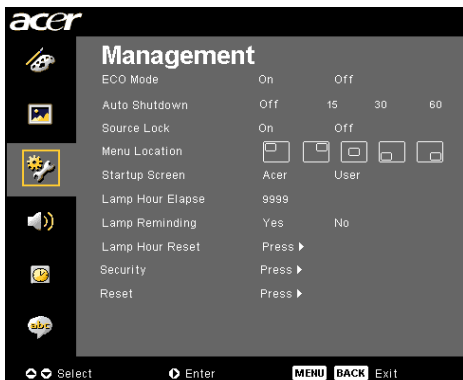 acer
Management
ECO Mode On Off
Auto Shutdown Off 15 30 60
Source Lock On Off
Menu Location
Startup Screen Acer User
Lamp Hour Elapse 9999
Lamp Reminding Yes No
Lamp Hour Reset Press
Security Press
Reset Press
abc
Select Enter MENU BACK Exit